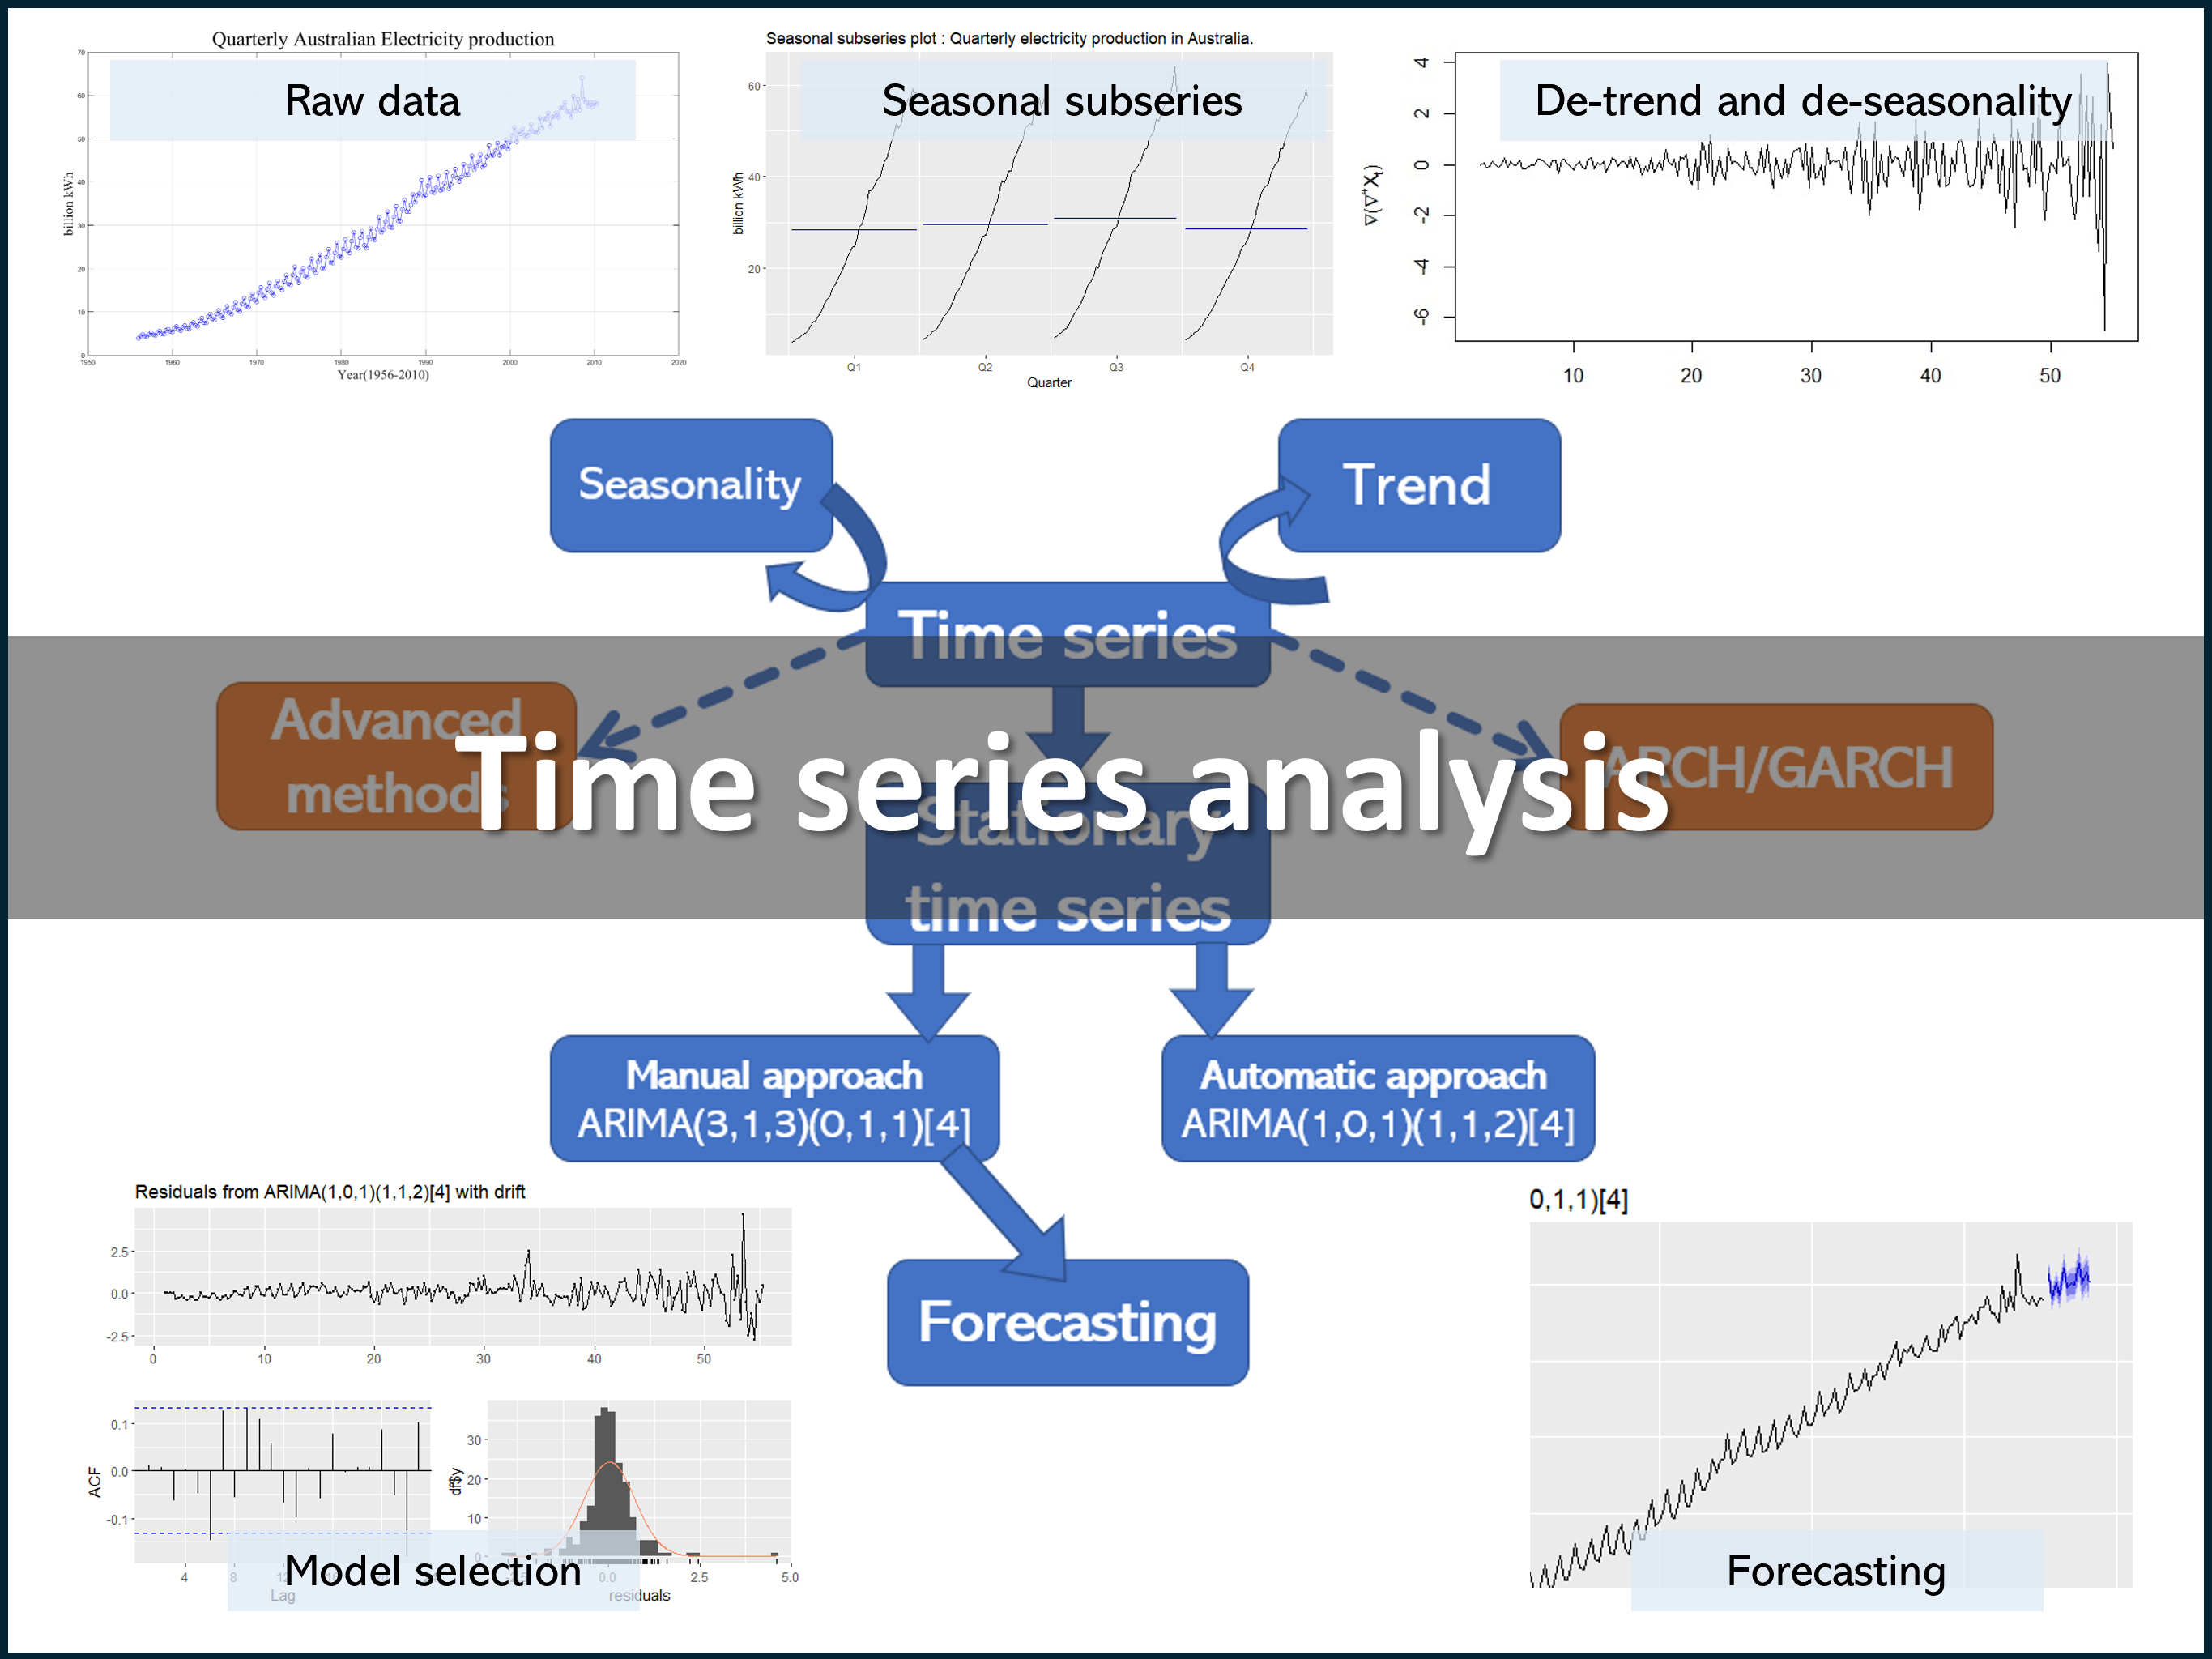 Quarterly Australian Electricity production
Raw data
70
60
50
40
30
20
10
0
billion kWh
1950
1960
1970
1980
1990
2000
2010
2020
Year(1956-2010)
Seasonal subseries plot : Quarterly electricity production in Australia.
Seasonal subseries
60
40
20
billion kWh
Q1
Q2
Q3
Q4
Quarter
De-trend and de-seasonality
4
2
0
-2
-4
-6
∇(∇₄Xₜ)
10
20
30
40
50
Seasonality
Trend
Time series
Advanced
methods
ARCH/GARCH
Time series analysis
Stationary
time series
Manual approach
ARIMA(3,1,3)(0,1,1)[4]
Automatic approach
ARIMA(1,0,1)(1,1,2)[4]
Forecasting
Residuals from ARIMA(1,0,1)(1,1,2)[4] with drift
2.5
0.0
-2.5
0
10
20
30
40
50
0.1
0.0
-0.1
ACF
4
8
Lag
30
20
10
0
df$y
0.0
2.5
5.0
residuals
Model selection
0,1,1)[4]
Forecasting